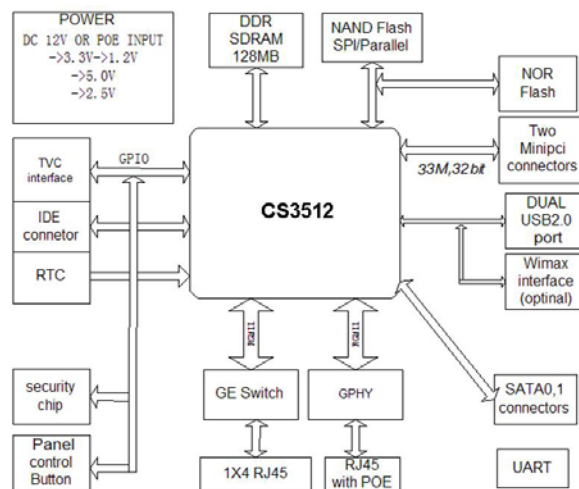 POWER
DC 12V OR POE INPUT
->3.3V->1.2V
->5.0V
->2.5V
DDR
SDRAM
128MB
NAND Flash
SPI/Parallel
NOR
Flash
TVC
interface
GPIO
IDE
connetor
RTC
CS3512
Two
Minipci
connectors
33M,32bit
DUAL
USB2.0
port
Wimax
interface
(optinal)
RGMII
RGMII
security
chip
GE Switch
GPHY
SATA0,1
connectors
Panel
control
Button
1X4 RJ45
RJ45
with POE
UART